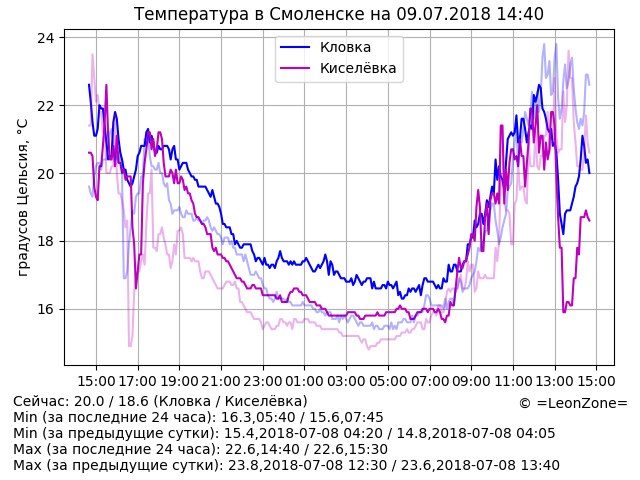 Температура в Смоленске на 09.07.2018 14:40
Кловка
Киселёвка
градусов Цельсия, °C
24
22
20
18
16
15:00 17:00 19:00 21:00 23:00 01:00 03:00 05:00 07:00 09:00 11:00 13:00 15:00
Сейчас: 20.0 / 18.6 (Кловка / Киселёвка)
© =LeonZone=
Min (за последние 24 часа): 16.3,05:40 / 15.6,07:45
Min (за предыдущие сутки): 15.4,2018-07-08 04:20 / 14.8,2018-07-08 04:05
Max (за последние 24 часа): 22.6,14:40 / 22.6,15:30
Max (за предыдущие сутки): 23.8,2018-07-08 12:30 / 23.6,2018-07-08 13:40